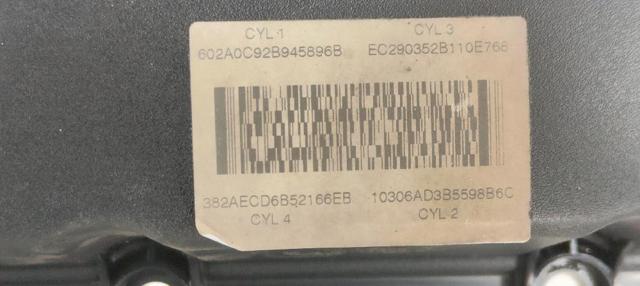 CYL 1 CYL 3
602A0C92B945896B EC290352B110E768
382AECD6B52166EB 10306AD3B5598B6C
CYL 4 CYL 2